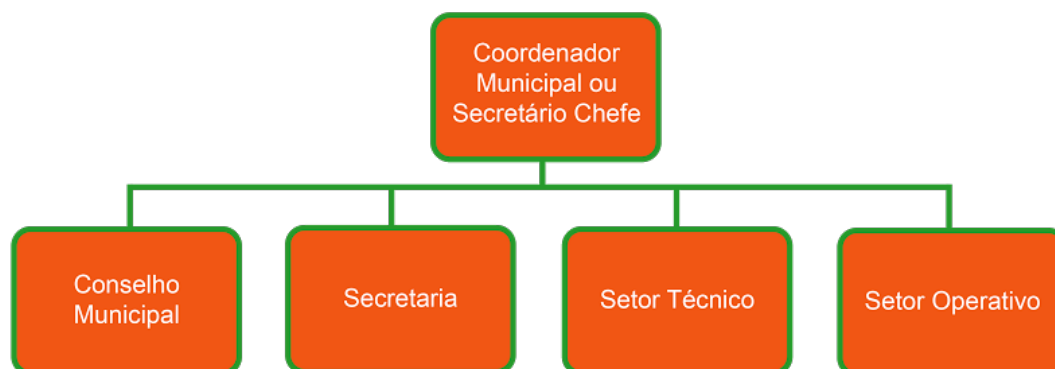 Coordenador
Municipal ou
Secretário Chefe
Conselho
Municipal
Secretaria
Setor Técnico
Setor Operativo